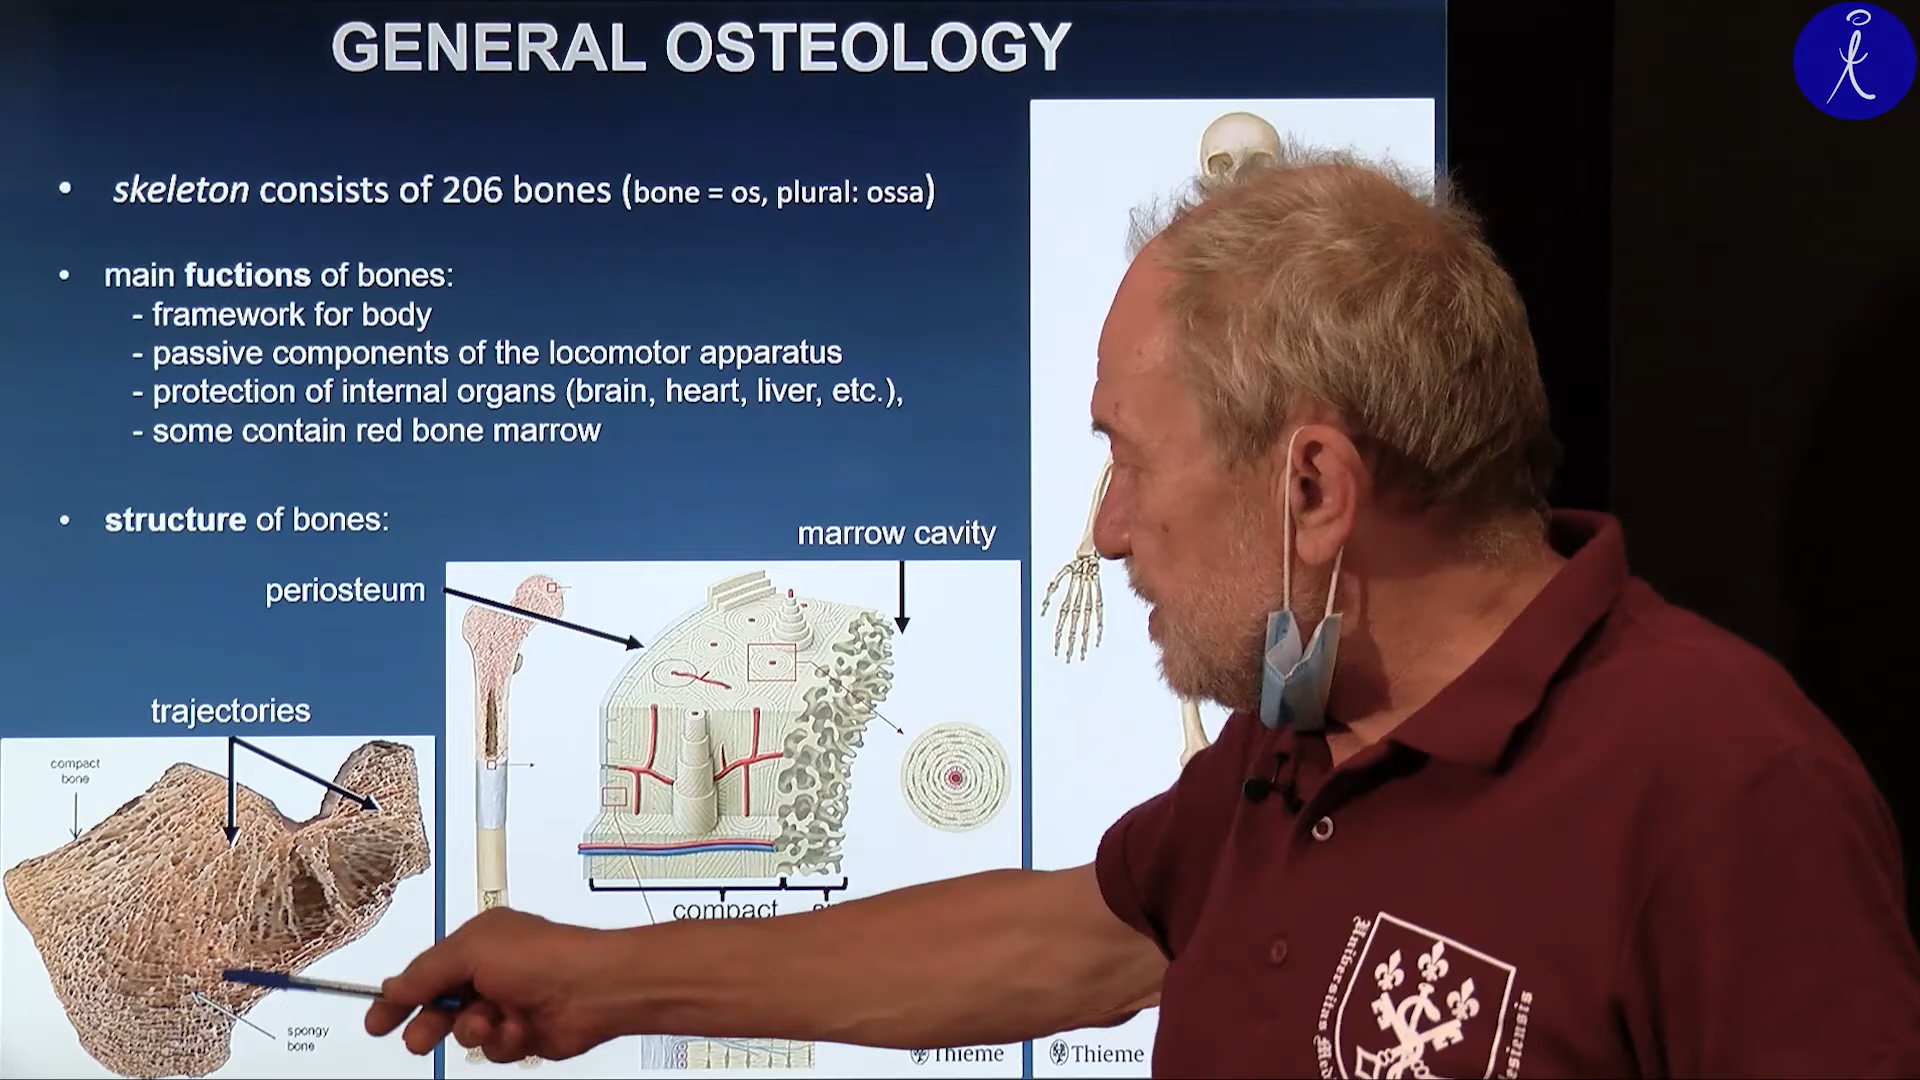 GENERAL OSTEOLOGY
• skeleton consists of 206 bones (bone = os, plural: ossa)
• main fuctions of bones:
- framework for body
- passive components of the locomotor apparatus
- protection of internal organs (brain, heart, liver, etc.),
- some contain red bone marrow
• structure of bones:
marrow cavity
periosteum
trajectories
compact
bone
compact
spongy
bone
Thieme
Thieme